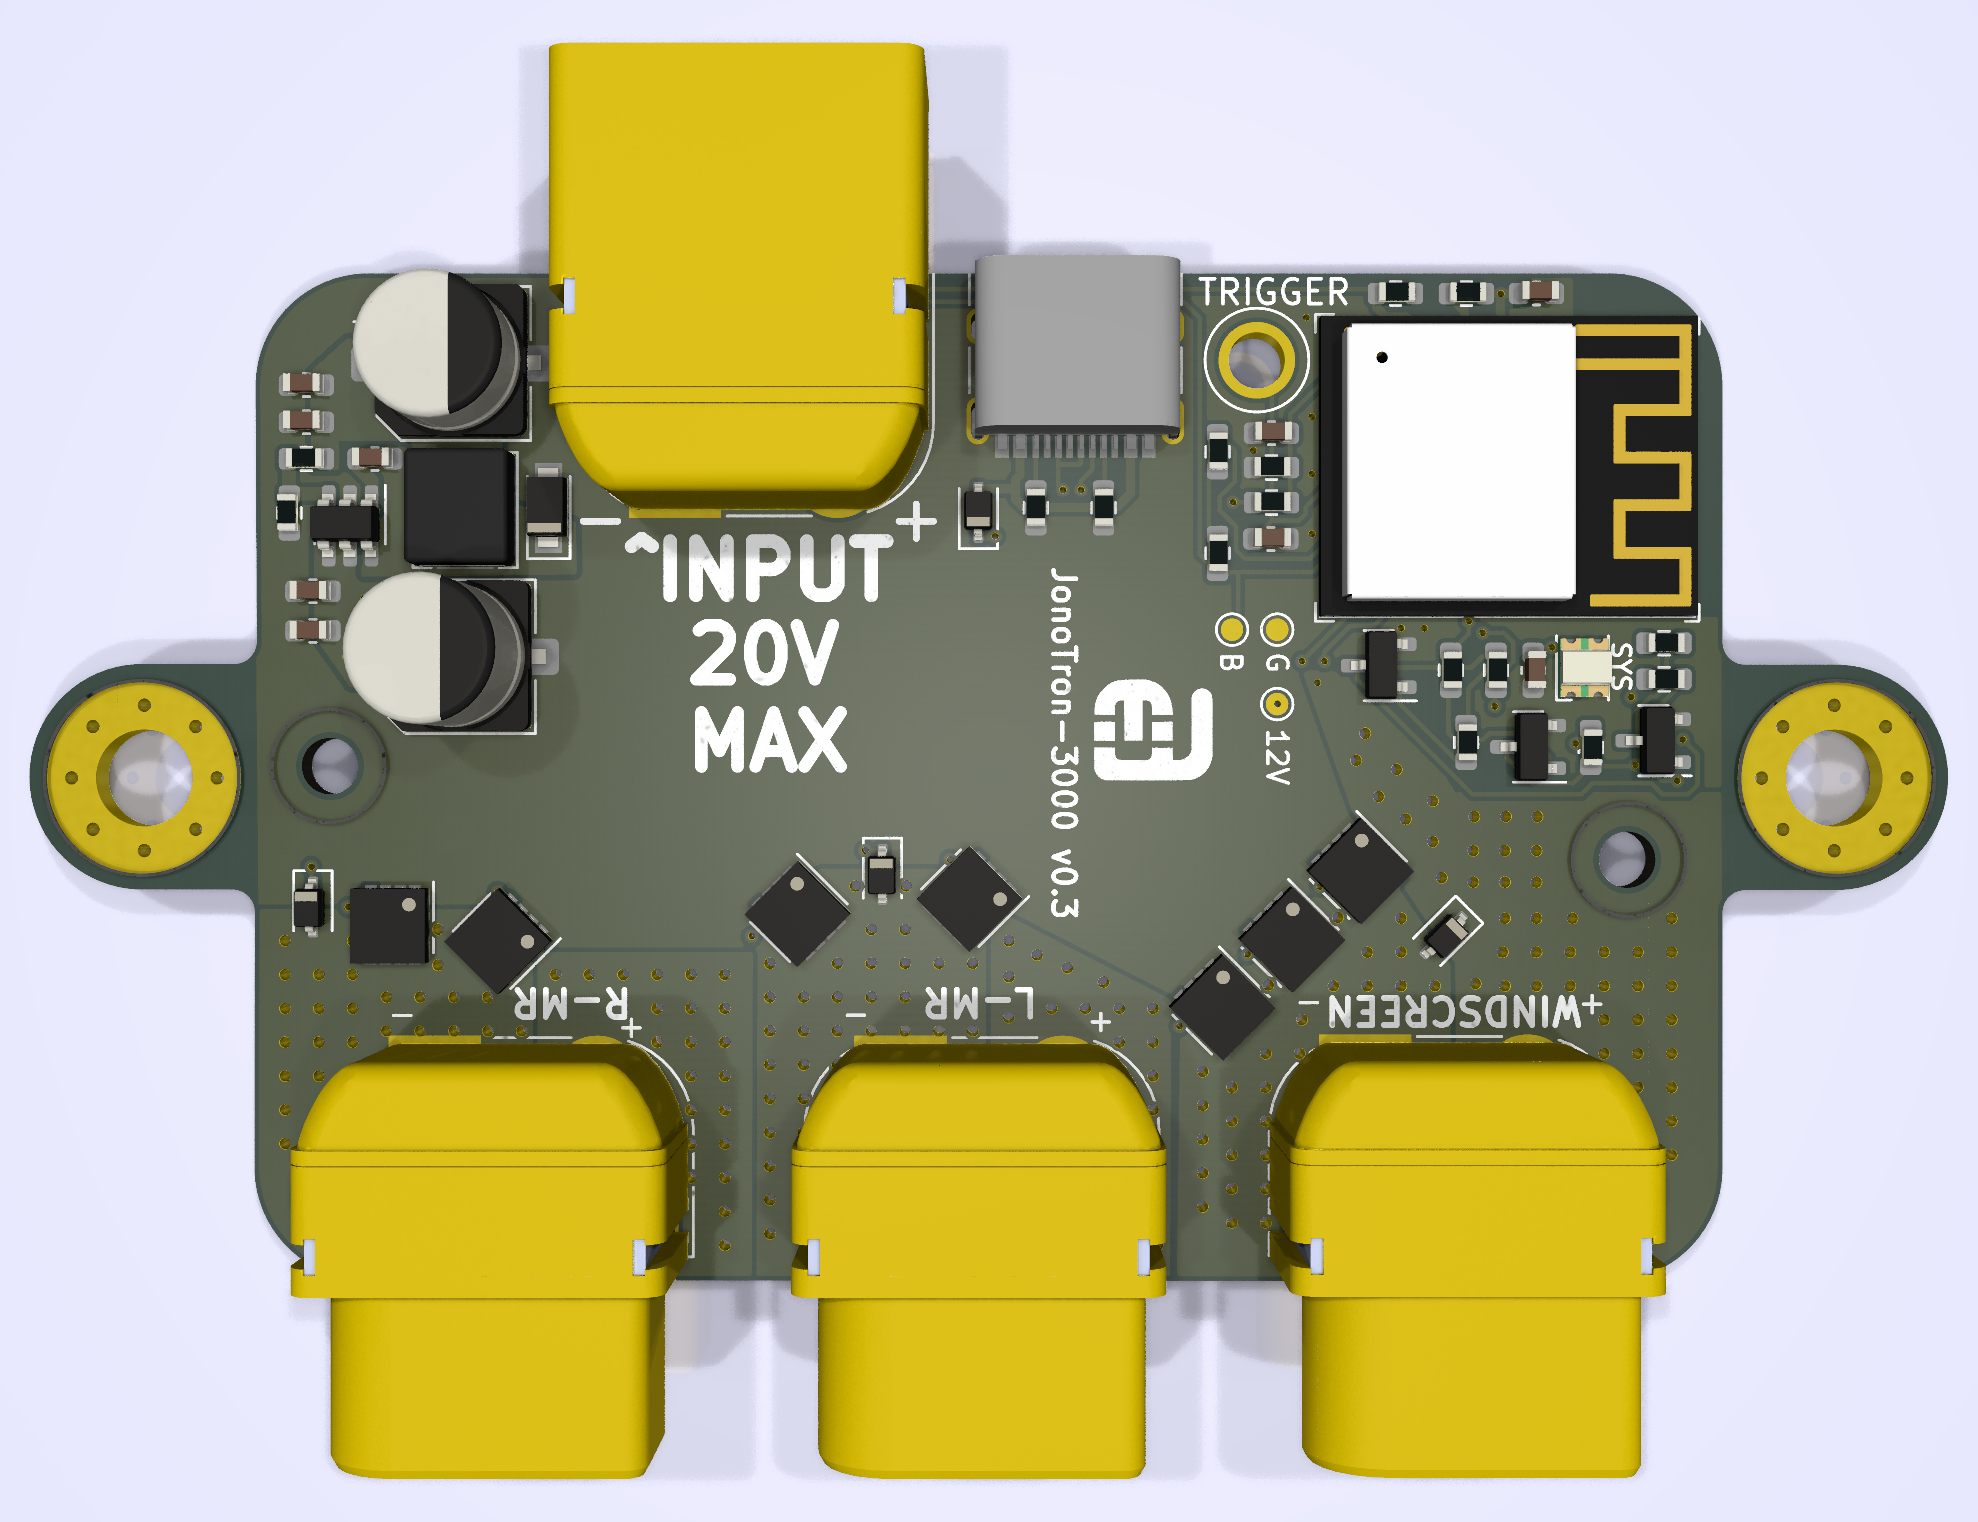 TRIGGER
- +
^INPUT
20V
MAX
JonoTron-3000 v0.3
B G
12V
SYS
R-MR
- +
L-MR
- +
+WINDSCREEN-